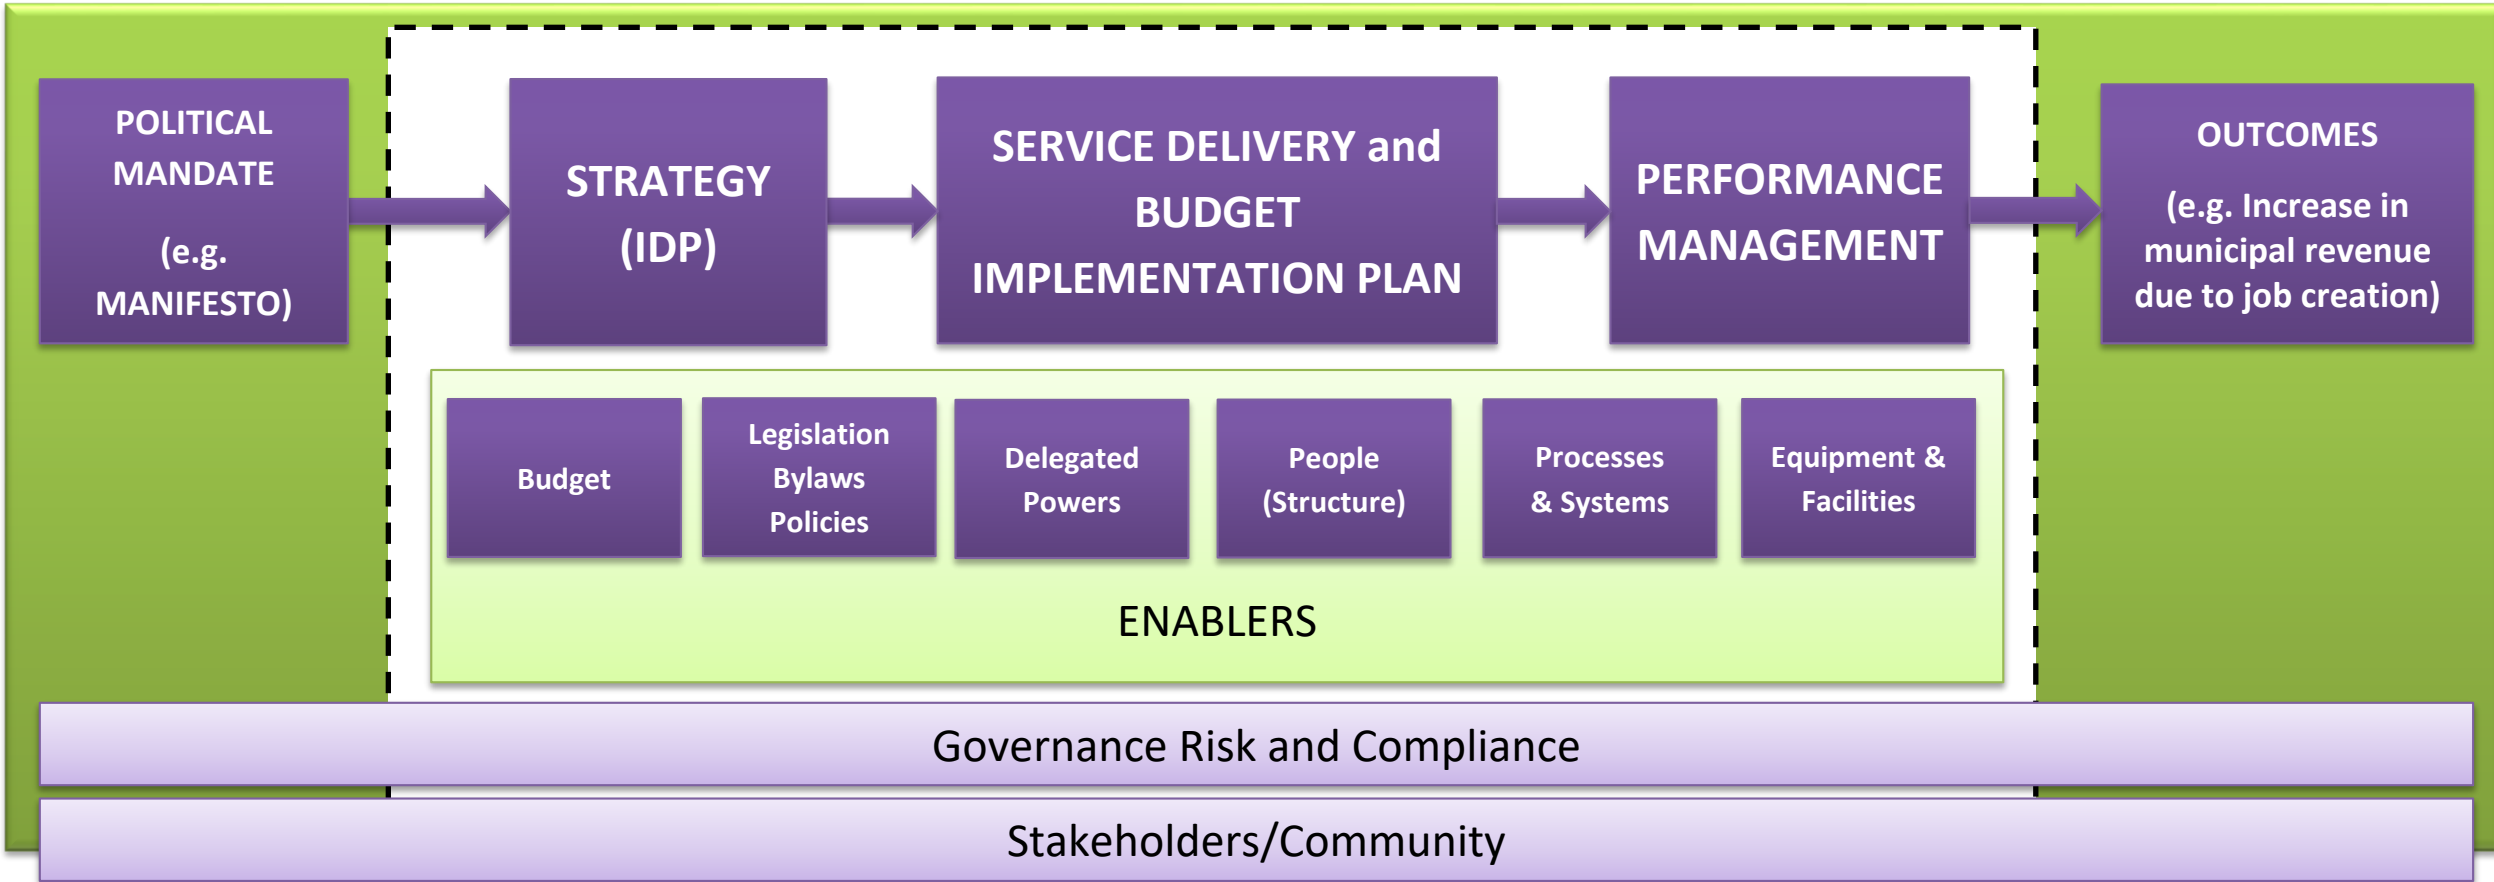 POLITICAL
MANDATE
(e.g.
MANIFESTO)
STRATEGY
(IDP)
SERVICE DELIVERY and
BUDGET
IMPLEMENTATION PLAN
PERFORMANCE
MANAGEMENT
OUTCOMES
(e.g. Increase in
municipal revenue
due to job creation)
Budget
Legislation
Bylaws
Policies
Delegated
Powers
People
(Structure)
Processes
& Systems
Equipment &
Facilities
ENABLERS
Governance Risk and Compliance
Stakeholders/Community